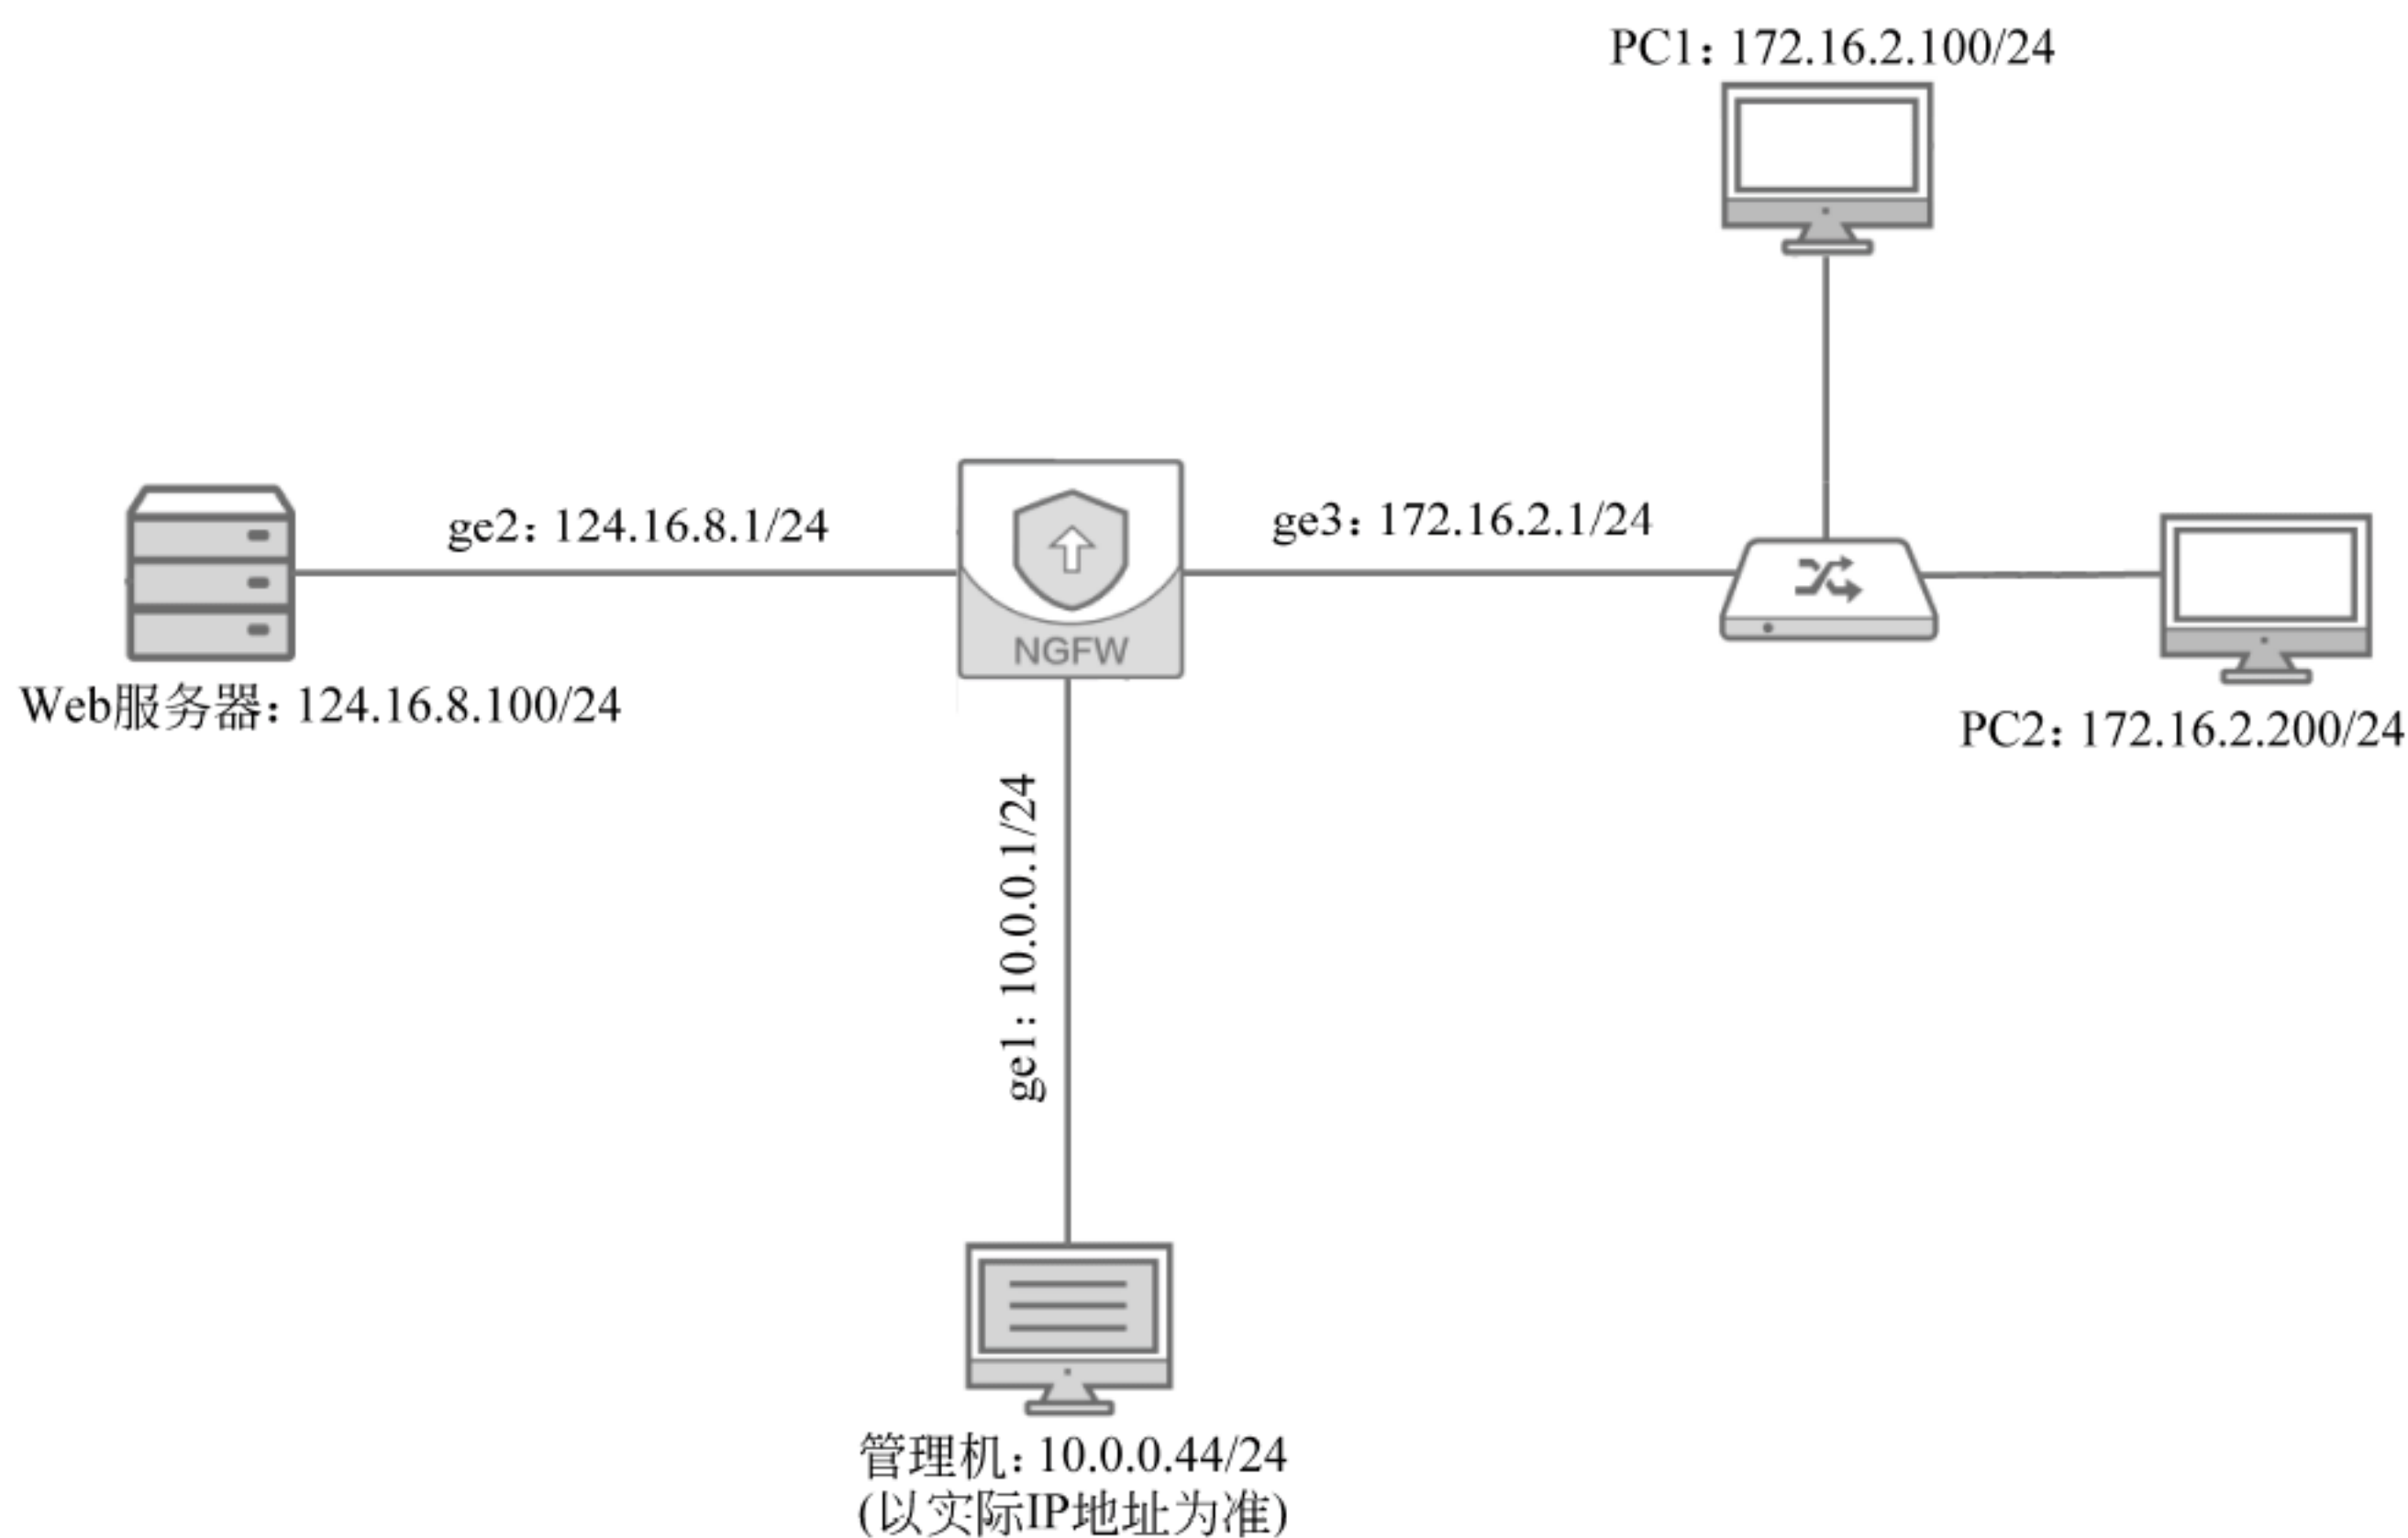 PC1：172.16.2.100/24
ge2：124.16.8.1/24
ge3：172.16.2.1/24
NGFW
Web服务器：124.16.8.100/24
PC2：172.16.2.200/24
ge1：10.0.0.1/24
管理机：10.0.0.44/24
(以实际IP地址为准)